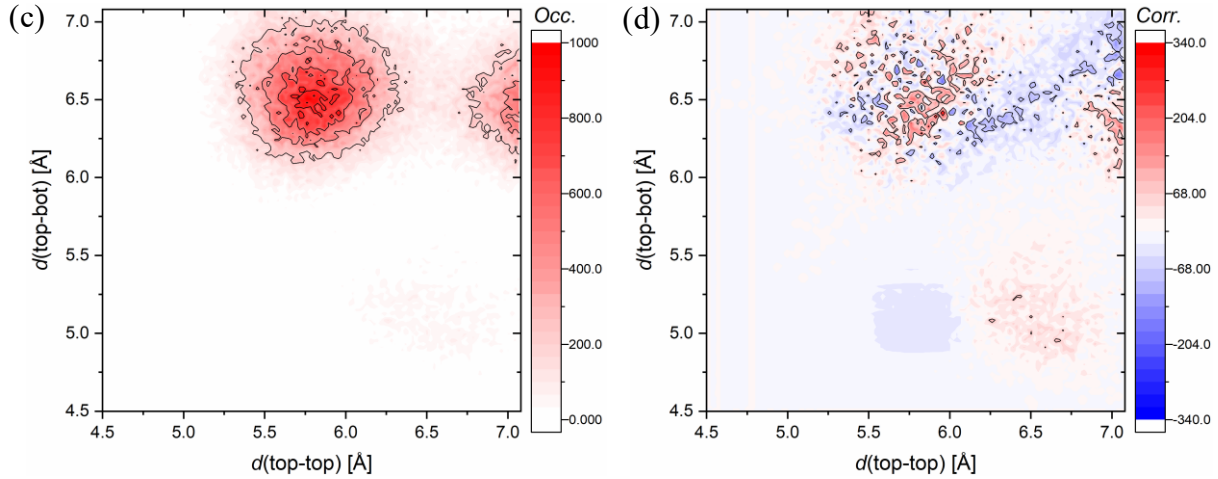 (c)
Occ.
7.0
6.5
6.0
5.5
5.0
4.5
d(top-bot) [Å]
4.5 5.0 5.5 6.0 6.5 7.0
d(top-top) [Å]
1000
800.0
600.0
400.0
200.0
0.000
(d)
Corr.
7.0
6.5
6.0
5.5
5.0
4.5
d(top-bot) [Å]
4.5 5.0 5.5 6.0 6.5 7.0
d(top-top) [Å]
340.0
204.0
68.00
-68.00
-204.0
-340.0